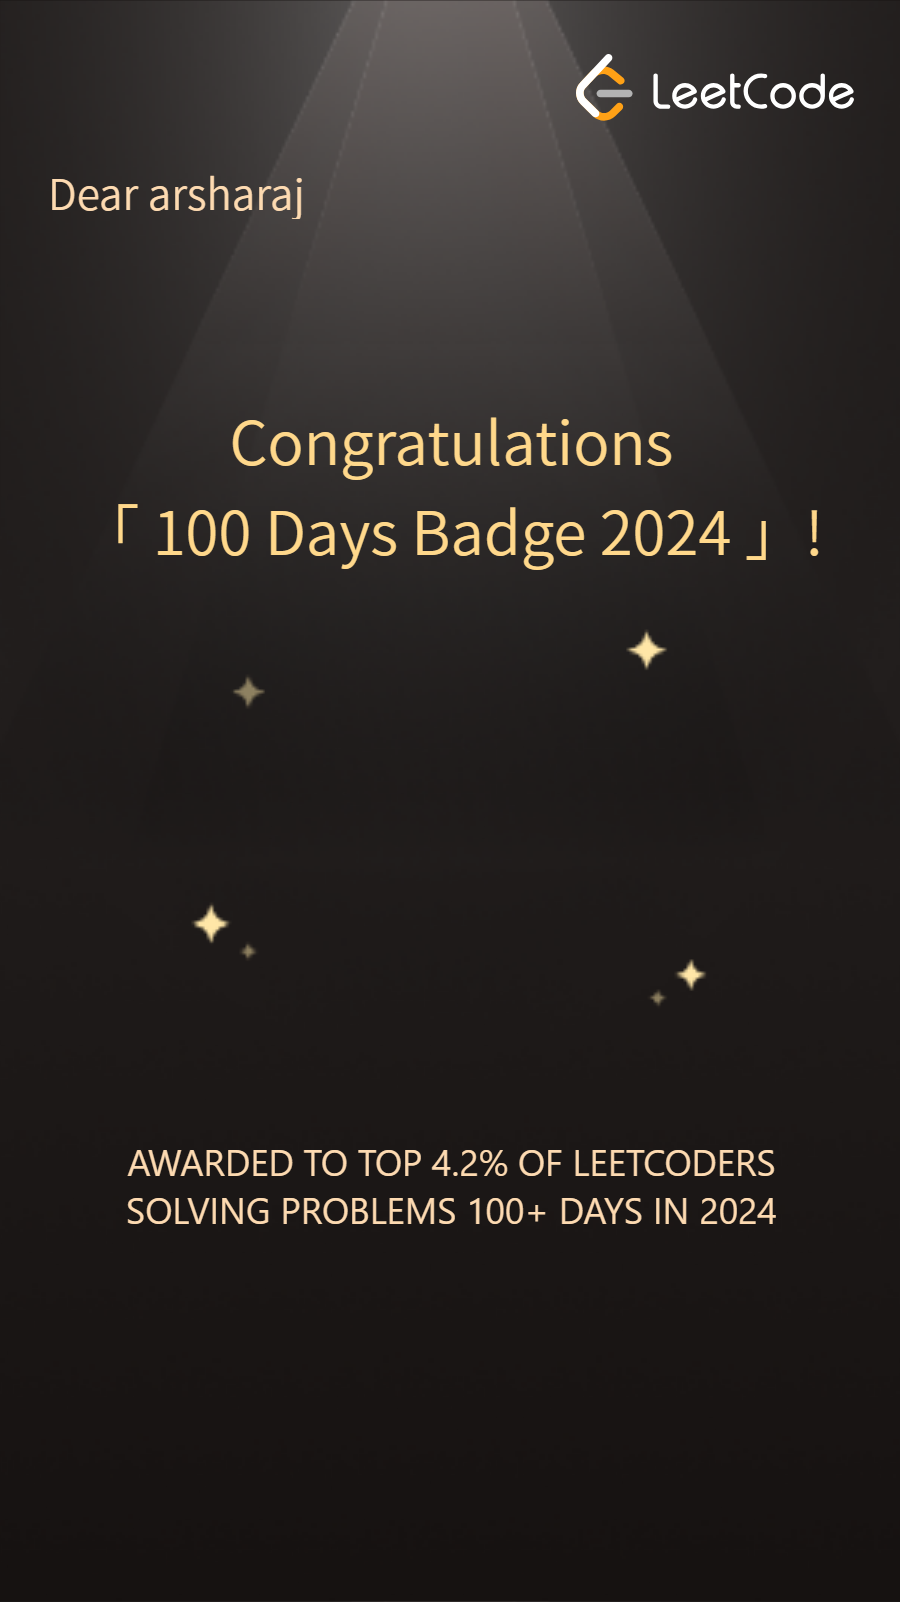 LeetCode
Dear arsharaj
Congratulations
「 100 Days Badge 2024 」!
AWARDED TO TOP 4.2% OF LEETCODERS
SOLVING PROBLEMS 100+ DAYS IN 2024